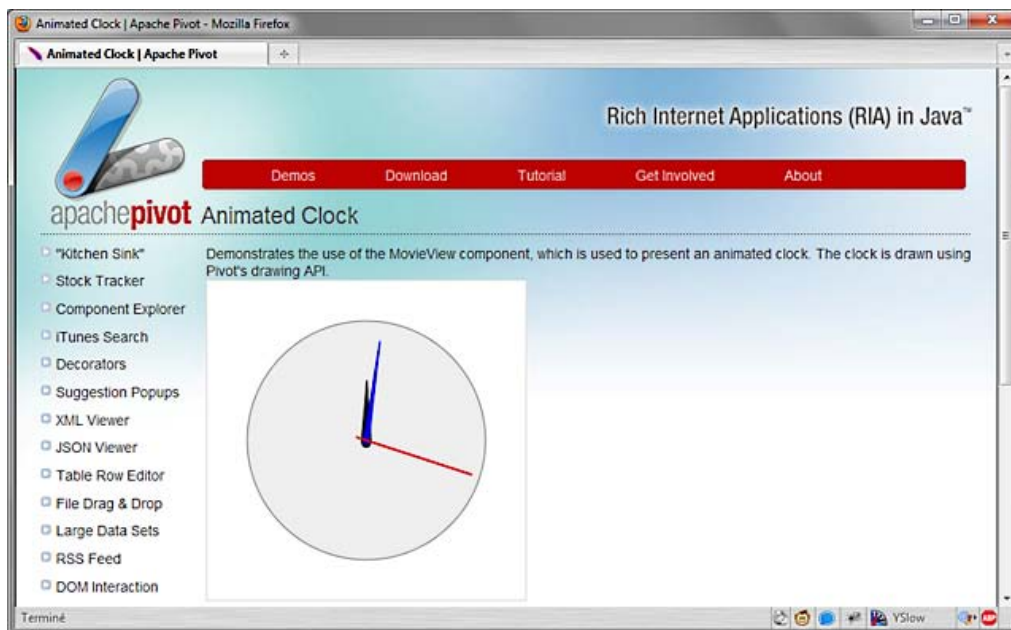 Animated Clock | Apache Pivot - Mozilla Firefox
Animated Clock | Apache Pivot
Rich Internet Applications (RIA) in Java™
Demos Download Tutorial Get Involved About
apachepivot
Animated Clock
"Kitchen Sink"
Stock Tracker
Component Explorer
iTunes Search
Decorators
Suggestion Popups
XML Viewer
JSON Viewer
Table Row Editor
File Drag & Drop
Large Data Sets
RSS Feed
DOM Interaction
Demonstrates the use of the MovieView component, which is used to present an animated clock. The clock is drawn using
Pivot's drawing API.
Terminé
YSlow